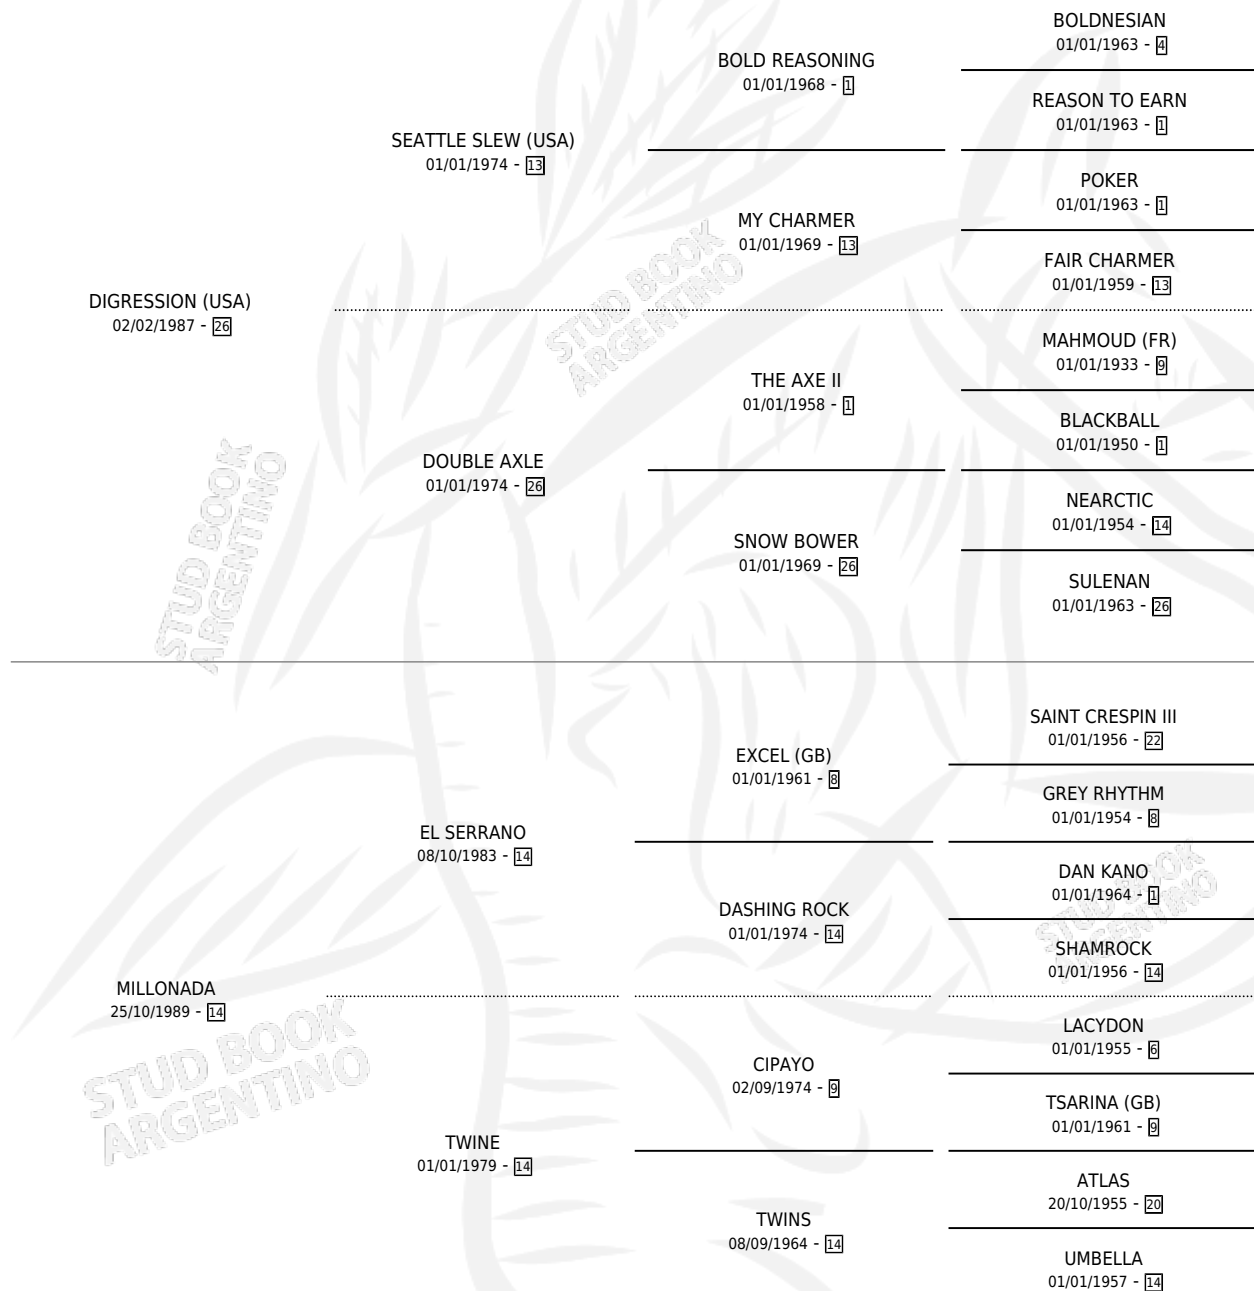 BOLDNESIAN
01/01/1963 - 4
BOLD REASONING
01/01/1968 - 1
REASON TO EARN
01/01/1963 - 1
SEATTLE SLEW (USA)
01/01/1974 - 13
POKER
01/01/1963 - 1
MY CHARMER
01/01/1969 - 13
FAIR CHARMER
01/01/1959 - 13
DIGRESSION (USA)
02/02/1987 - 26
MAHMOUD (FR)
01/01/1933 - 9
THE AXE II
01/01/1958 - 1
BLACKBALL
01/01/1950 - 1
DOUBLE AXLE
01/01/1974 - 26
NEARCTIC
01/01/1954 - 14
SNOW BOWER
01/01/1969 - 26
SULENAN
01/01/1963 - 26
SAINT CRESPIN III
01/01/1956 - 22
EXCEL (GB)
01/01/1961 - 8
GREY RHYTHM
01/01/1954 - 8
EL SERRANO
08/10/1983 - 14
DAN KANO
01/01/1964 - 1
DASHING ROCK
01/01/1974 - 14
SHAMROCK
01/01/1956 - 14
MILLONADA
25/10/1989 - 14
LACYDON
01/01/1955 - 6
CIPAYO
02/09/1974 - 9
TSARINA (GB)
01/01/1961 - 9
TWINE
01/01/1979 - 14
ATLAS
20/10/1955 - 20
TWINS
08/09/1964 - 14
UMBELLA
01/01/1957 - 14
STUD BOOK
ARGENTINO
STUD BOOK
ARGENTINO
STUD BOOK
ARGENTINO
STUD BOOK
ARGENTINO